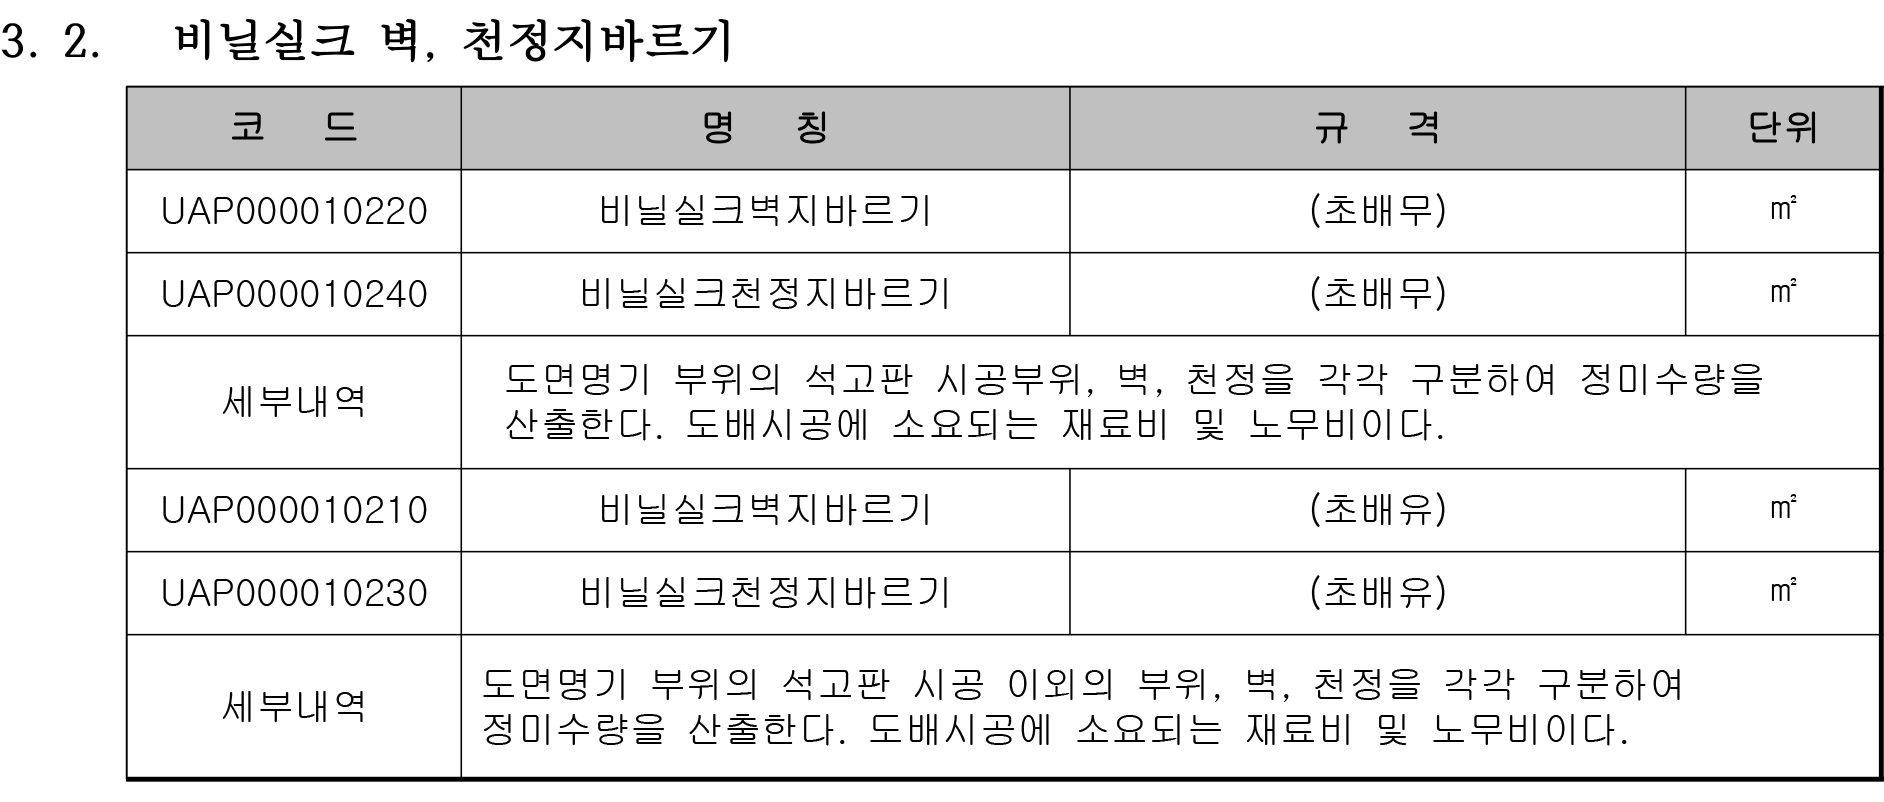 3. 2. 비닐실크 벽, 천정지바르기
코 드 명 칭 규 격 단위
UAP000010220 비닐실크벽지바르기 (초배무) ㎡
UAP000010240 비닐실크천정지바르기 (초배무) ㎡
세부내역
도면명기 부위의 석고판 시공부위, 벽, 천정을 각각 구분하여 정미수량을
산출한다. 도배시공에 소요되는 재료비 및 노무비이다.
UAP000010210 비닐실크벽지바르기 (초배유) ㎡
UAP000010230 비닐실크천정지바르기 (초배유) ㎡
세부내역
도면명기 부위의 석고판 시공 이외의 부위, 벽, 천정을 각각 구분하여
정미수량을 산출한다. 도배시공에 소요되는 재료비 및 노무비이다.